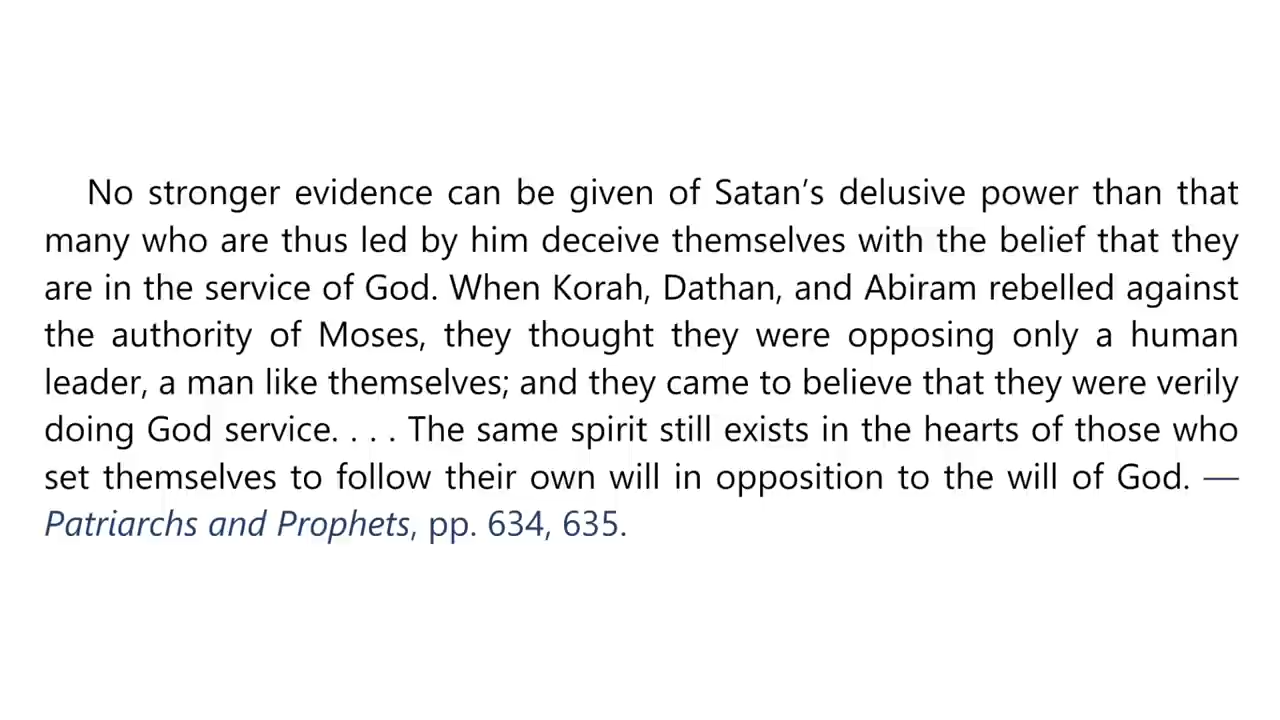 No stronger evidence can be given of Satan’s delusive power than that
many who are thus led by him deceive themselves with the belief that they
are in the service of God. When Korah, Dathan, and Abiram rebelled against
the authority of Moses, they thought they were opposing only a human
leader, a man like themselves; and they came to believe that they were verily
doing God service. . . . The same spirit still exists in the hearts of those who
set themselves to follow their own will in opposition to the will of God. —
Patriarchs and Prophets, pp. 634, 635.